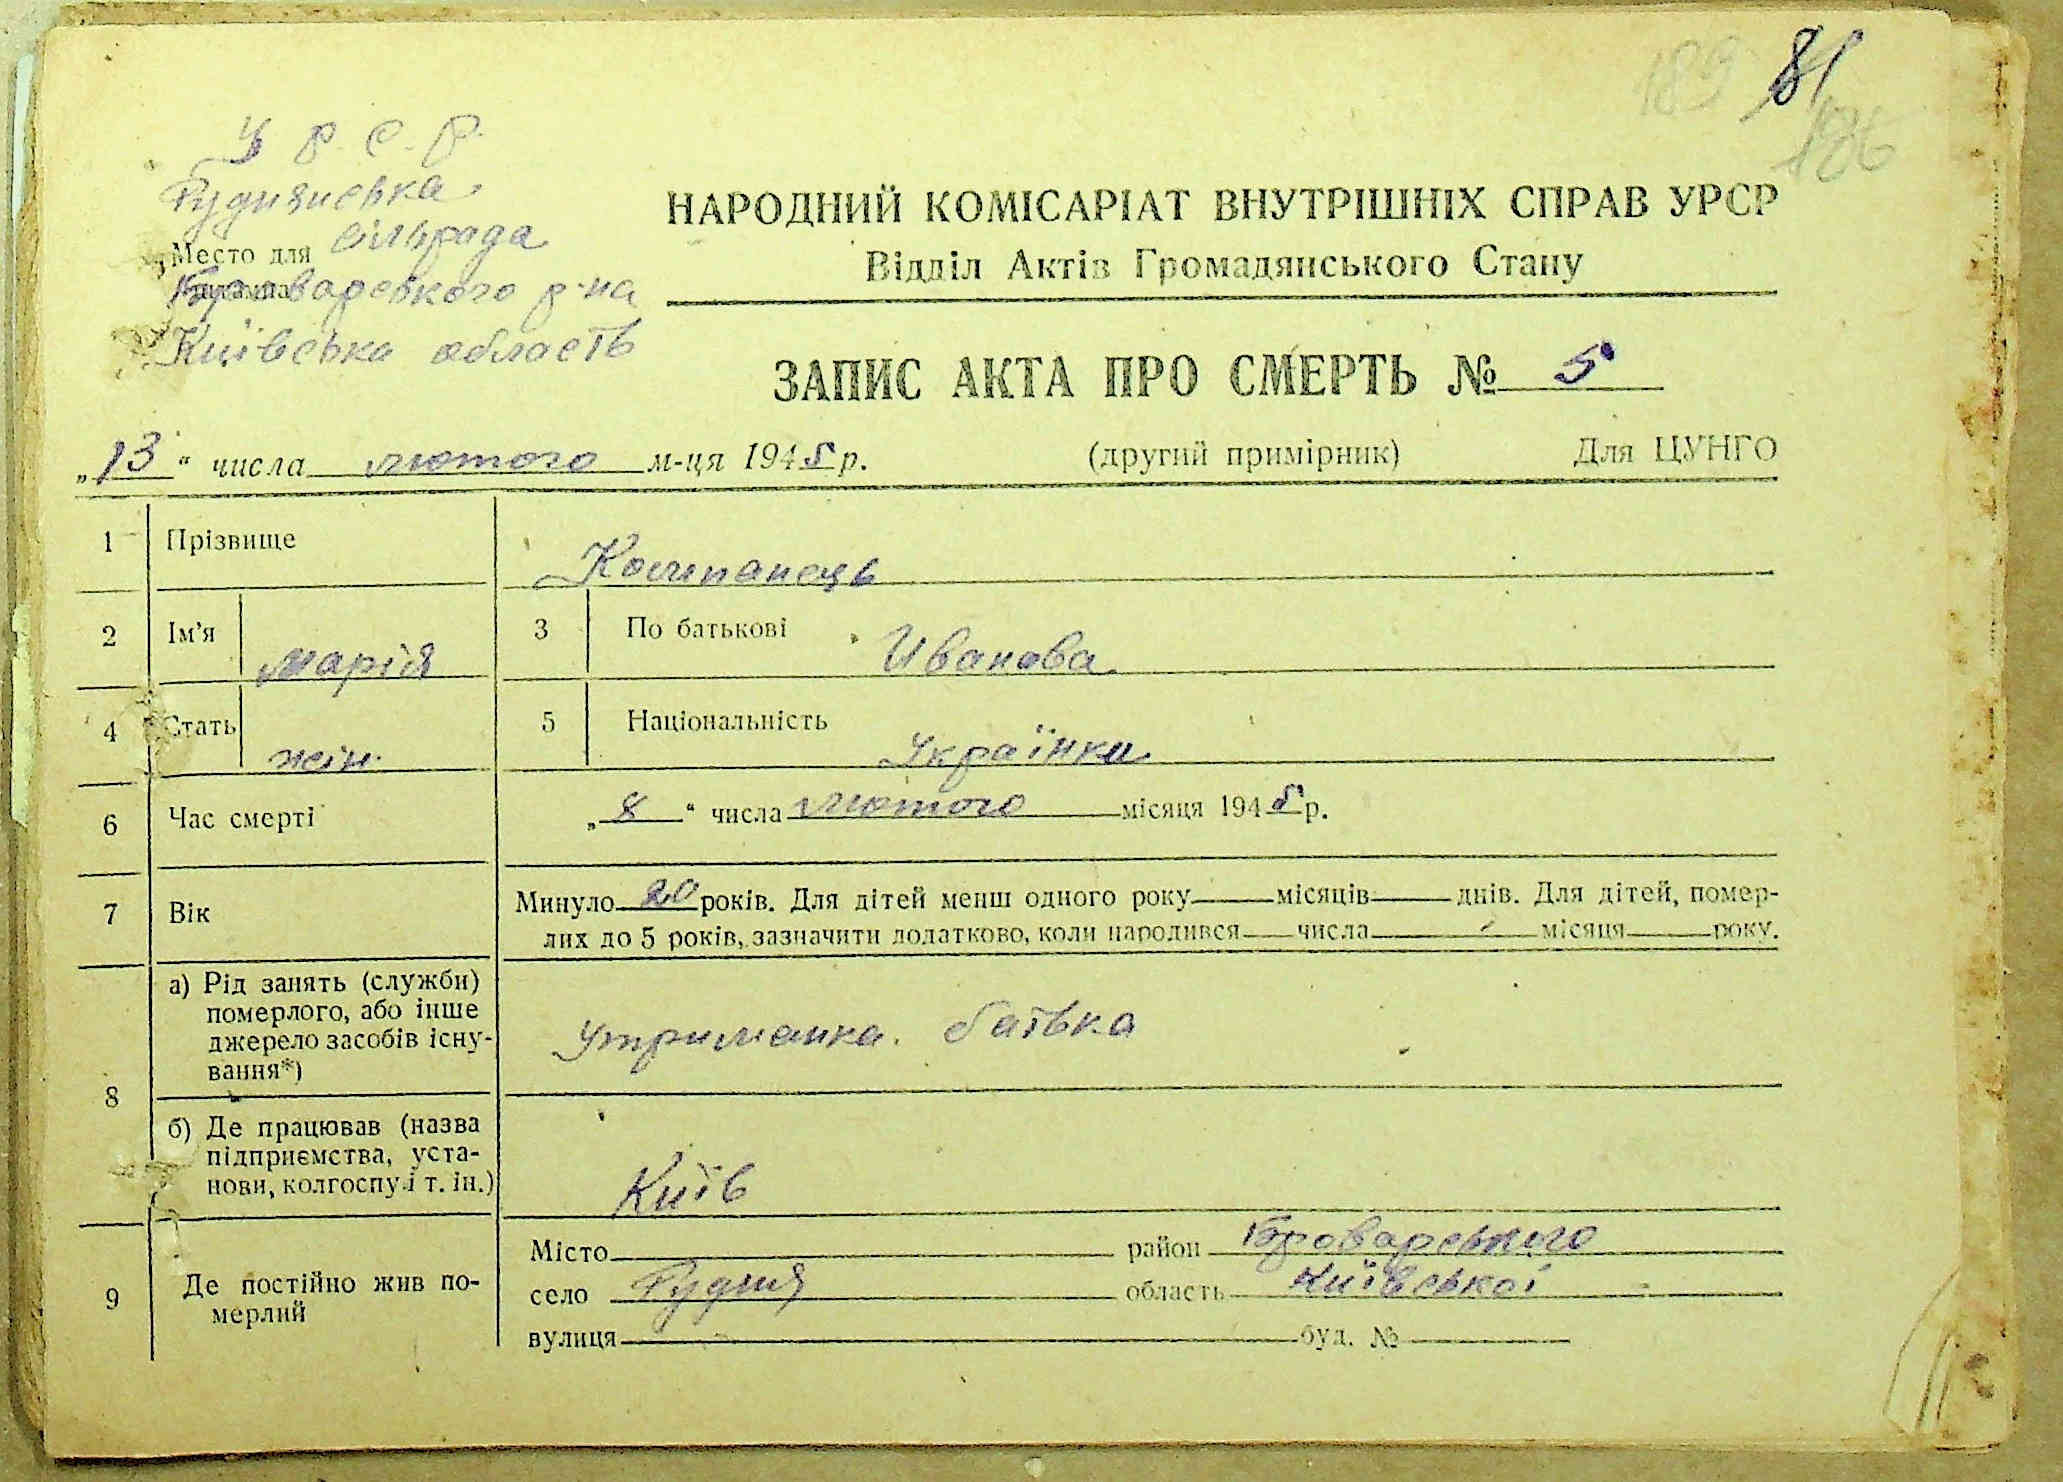 189 81
186
У Р. С. Р.
Руднянська
Место для сільрада
Броварського р-на
Київська область
НАРОДНИЙ КОМІСАРІАТ ВНУТРІШНІХ СПРАВ УРСР
Відділ Актів Громадянського Стану
ЗАПИС АКТА ПРО СМЕРТЬ № 5
„13“ числа лютого м-ця 1945 р. (другий примірник) Для ЦУНГО
1 Прізвище Компанець
2 Ім’я Марія 3 По батькові Иванова
4 Стать жін. 5 Національність Українка
6 Час смерті „8“ числа лютого місяця 1945 р.
7 Вік Минуло 20 років. Для дітей менш одного року місяців днів. Для дітей, помер-
лих до 5 років, зазначити додатково, коли народився числа місяця року.
8 а) Рід занять (служби)
померлого, або інше
джерело засобів існу-
вання*)
Утриманка батька
б) Де працював (назва
підприємства, уста-
нови, колгоспу і т. ін.)
Київ
9 Де постійно жив по-
мерлий
Місто район Броварського
село Рудня область Київської
вулиця буд. №